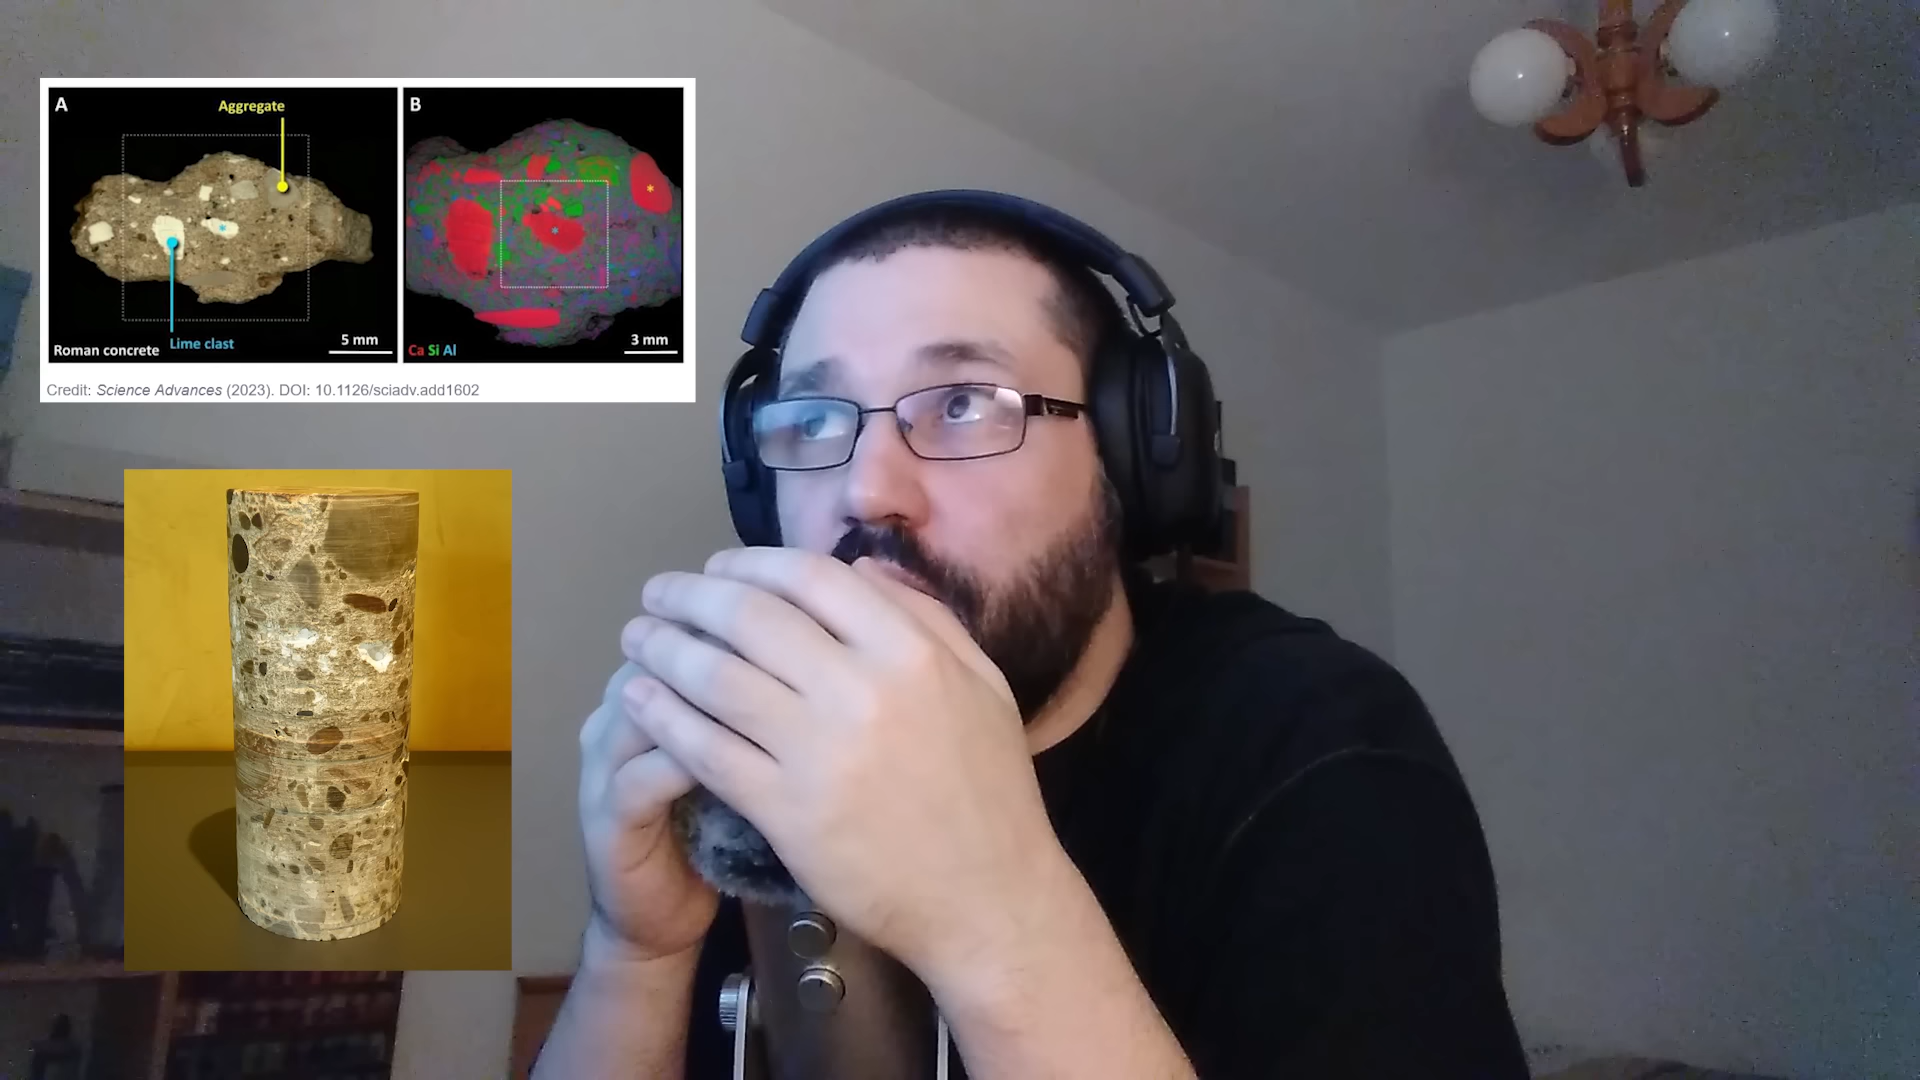 A
Aggregate
Lime clast
Roman concrete
5 mm
B
Ca Si Al
3 mm
Credit: Science Advances (2023). DOI: 10.1126/sciadv.add1602